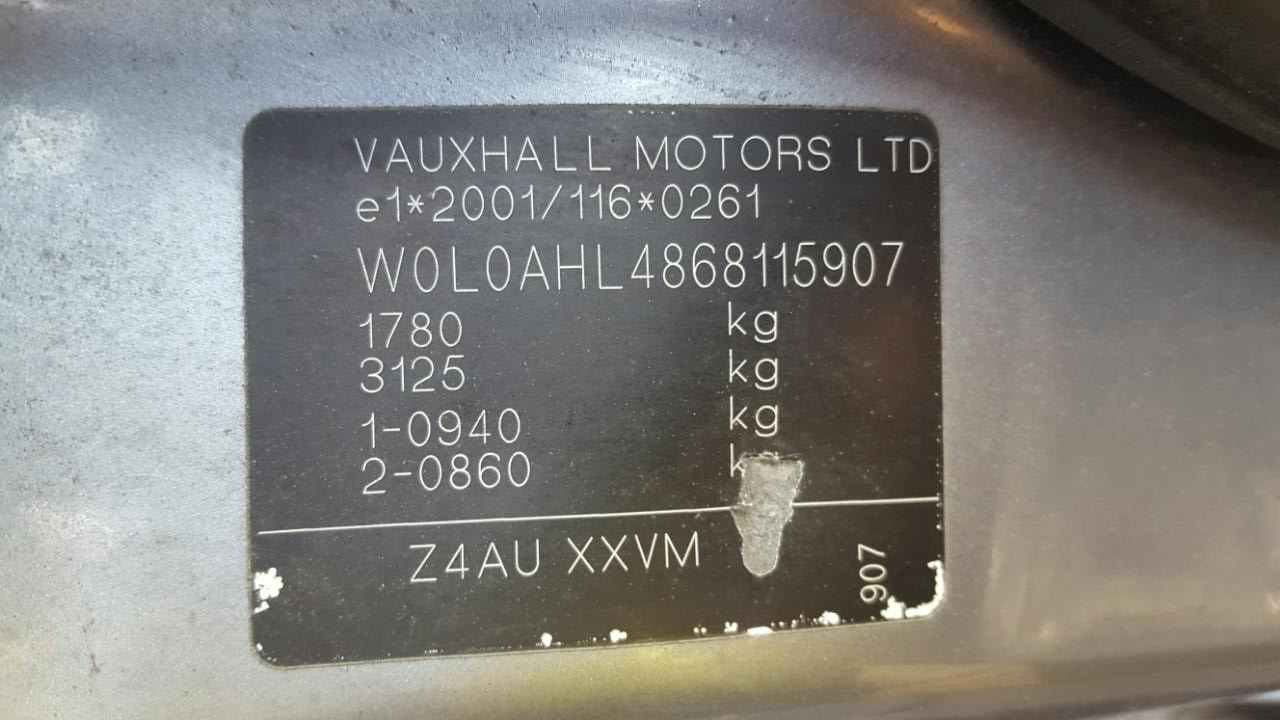 VAUXHALL MOTORS LTD
e1*2001/116*0261
W0L0AHL4868115907
1780 kg
3125 kg
1-0940 kg
2-0860
Z4AU XXVM
907